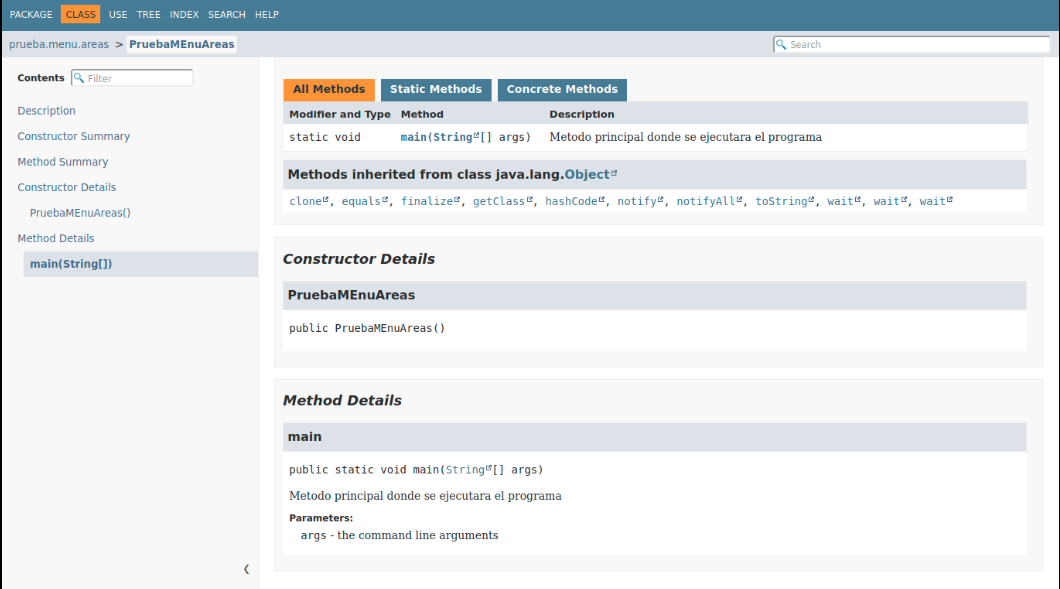 PACKAGE CLASS USE TREE INDEX SEARCH HELP
prueba.menu.areas > PruebaMEnuAreas
Search
Contents
Filter
Description
Constructor Summary
Method Summary
Constructor Details
PruebaMEnuAreas()
Method Details
main(String[])
All Methods Static Methods Concrete Methods
Modifier and Type Method Description
static void main(String[] args) Metodo principal donde se ejecutara el programa
Methods inherited from class java.lang.Object
clone, equals, finalize, getClass, hashCode, notify, notifyAll, toString, wait, wait, wait
Constructor Details
PruebaMEnuAreas
public PruebaMEnuAreas()
Method Details
main
public static void main(String[] args)
Metodo principal donde se ejecutara el programa
Parameters:
args - the command line arguments